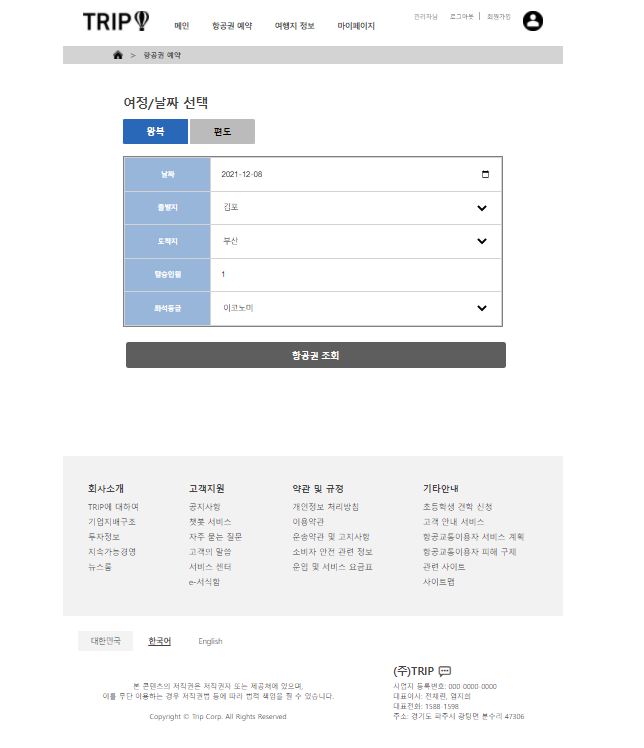 TRIP
메인 항공권 예약 여행지 정보 마이페이지
관리자님 로그아웃 | 회원가입
> 항공권 예약
여정/날짜 선택
왕복 편도
날짜 2021-12-08
출발지 김포
도착지 부산
탑승인원 1
좌석등급 이코노미
항공권 조회
회사소개
TRIP에 대하여
기업지배구조
투자정보
지속가능경영
뉴스룸
고객지원
공지사항
챗봇 서비스
자주 묻는 질문
고객의 말씀
서비스 센터
e-서식함
약관 및 규정
개인정보 처리방침
이용약관
운송약관 및 고지사항
소비자 안전 관련 정보
운임 및 서비스 요금표
기타안내
초등학생 견학 신청
고객 안내 서비스
항공교통이용자 서비스 계획
항공교통이용자 피해 구제
관련 사이트
사이트맵
대한민국 한국어 English
본 콘텐츠의 저작권은 저작권자 또는 제공처에 있으며,
이를 무단 이용하는 경우 저작권법 등에 따라 법적 책임을 질 수 있습니다.
Copyright © Trip Corp. All Rights Reserved
(주)TRIP
사업자 등록번호: 000-0000-0000
대표이사: 전채린, 염지희
대표전화: 1588-1598
주소: 경기도 파주시 광탄면 분수리 47306